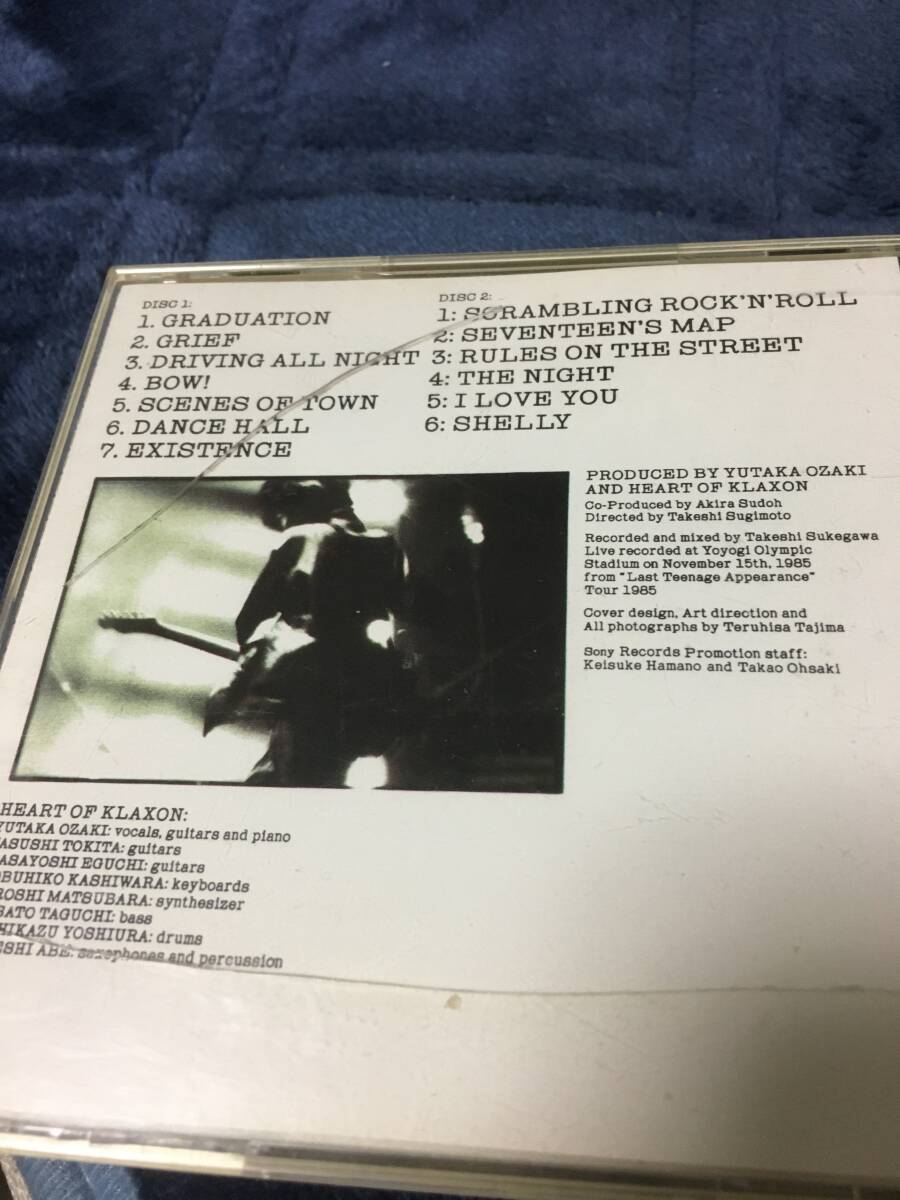 DISC 1:
1. GRADUATION
2. GRIEF
3. DRIVING ALL NIGHT
4. BOW!
5. SCENES OF TOWN
6. DANCE HALL
7. EXISTENCE
DISC 2:
1: SCRAMBLING ROCK'N'ROLL
2: SEVENTEEN'S MAP
3: RULES ON THE STREET
4: THE NIGHT
5: I LOVE YOU
6: SHELLY
PRODUCED BY YUTAKA OZAKI
AND HEART OF KLAXON
Co-Produced by Akira Sudoh
Directed by Takeshi Sugimoto
Recorded and mixed by Takeshi Sukegawa
Live recorded at Yoyogi Olympic
Stadium on November 15th, 1985
from "Last Teenage Appearance"
Tour 1985
Cover design, Art direction and
All photographs by Teruhisa Tajima
Sony Records Promotion staff:
Keisuke Hamano and Takao Ohsaki
HEART OF KLAXON:
YUTAKA OZAKI: vocals, guitars and piano
ASUSHI TOKITA: guitars
ASAYOSHI EGUCHI: guitars
OBUHIKO KASHIWARA: keyboards
ROSHI MATSUBARA: synthesizer
SATO TAGUCHI: bass
HIKAZU YOSHIURA: drums
ESHI ABE: saxophones and percussion